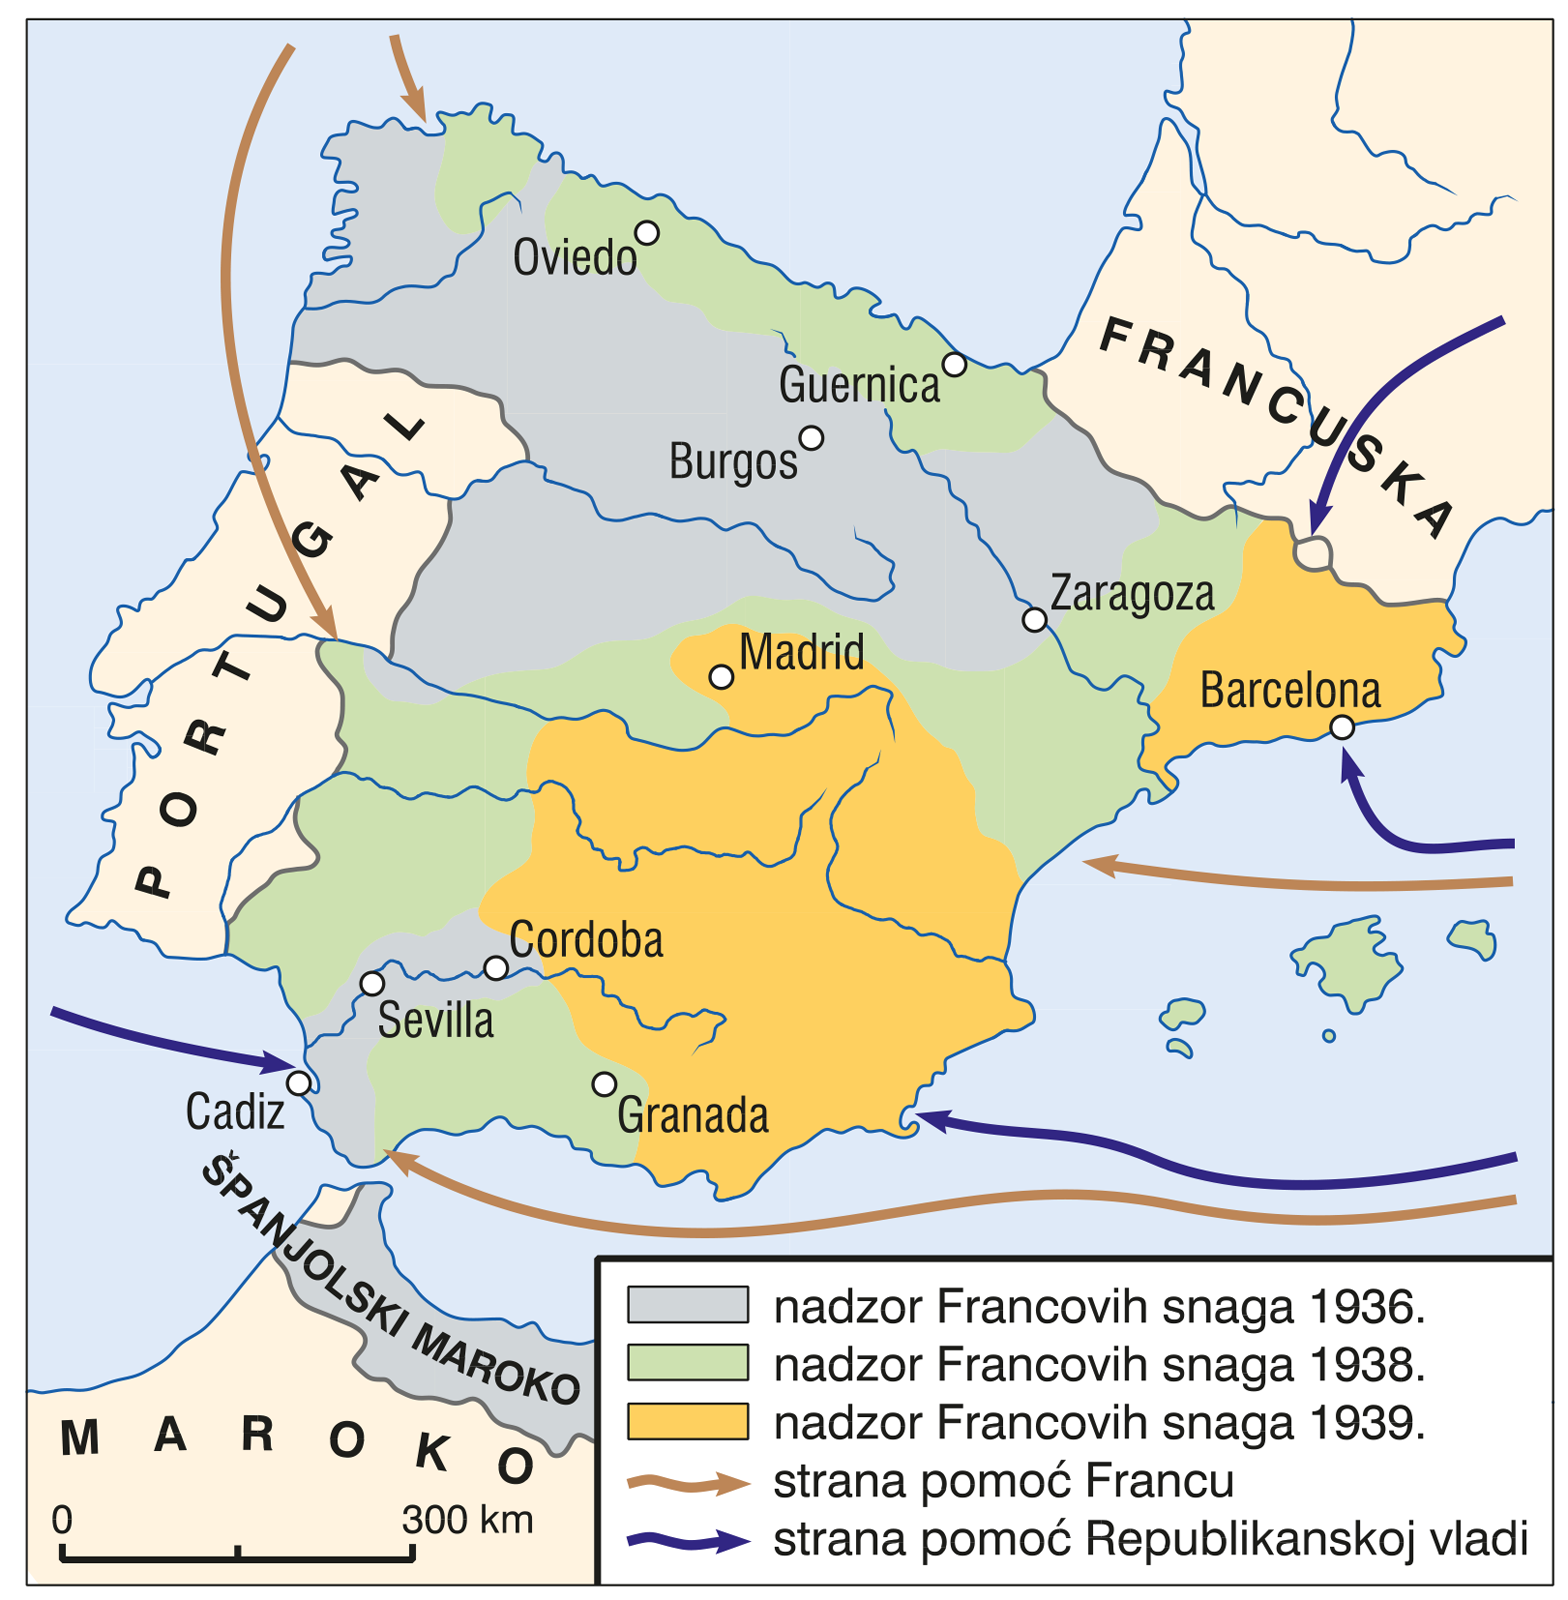 Oviedo
FRANCUSKA
Guernica
Burgos
PORTUGAL
Zaragoza
Madrid
Barcelona
Cordoba
Sevilla
Cadiz
Granada
ŠPANJOLSKI MAROKO
MAROKO
0 300 km
nadzor Francovih snaga 1936.
nadzor Francovih snaga 1938.
nadzor Francovih snaga 1939.
strana pomoć Francu
strana pomoć Republikanskoj vladi